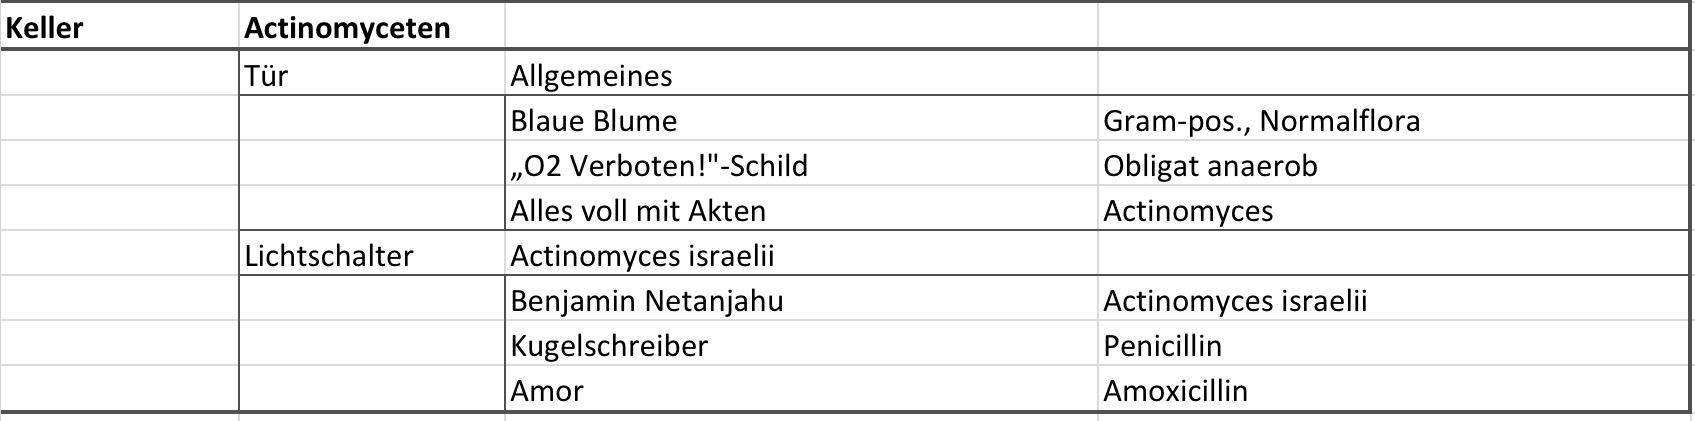 Keller Actinomyceten
Tür Allgemeines
Blaue Blume Gram-pos., Normalflora
„O2 Verboten!"-Schild Obligat anaerob
Alles voll mit Akten Actinomyces
Lichtschalter Actinomyces israelii
Benjamin Netanjahu Actinomyces israelii
Kugelschreiber Penicillin
Amor Amoxicillin